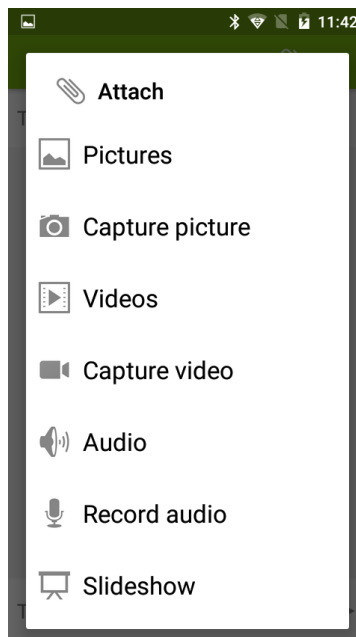 11:42
Attach
T
Pictures
Capture picture
Videos
Capture video
Audio
Record audio
Slideshow
T